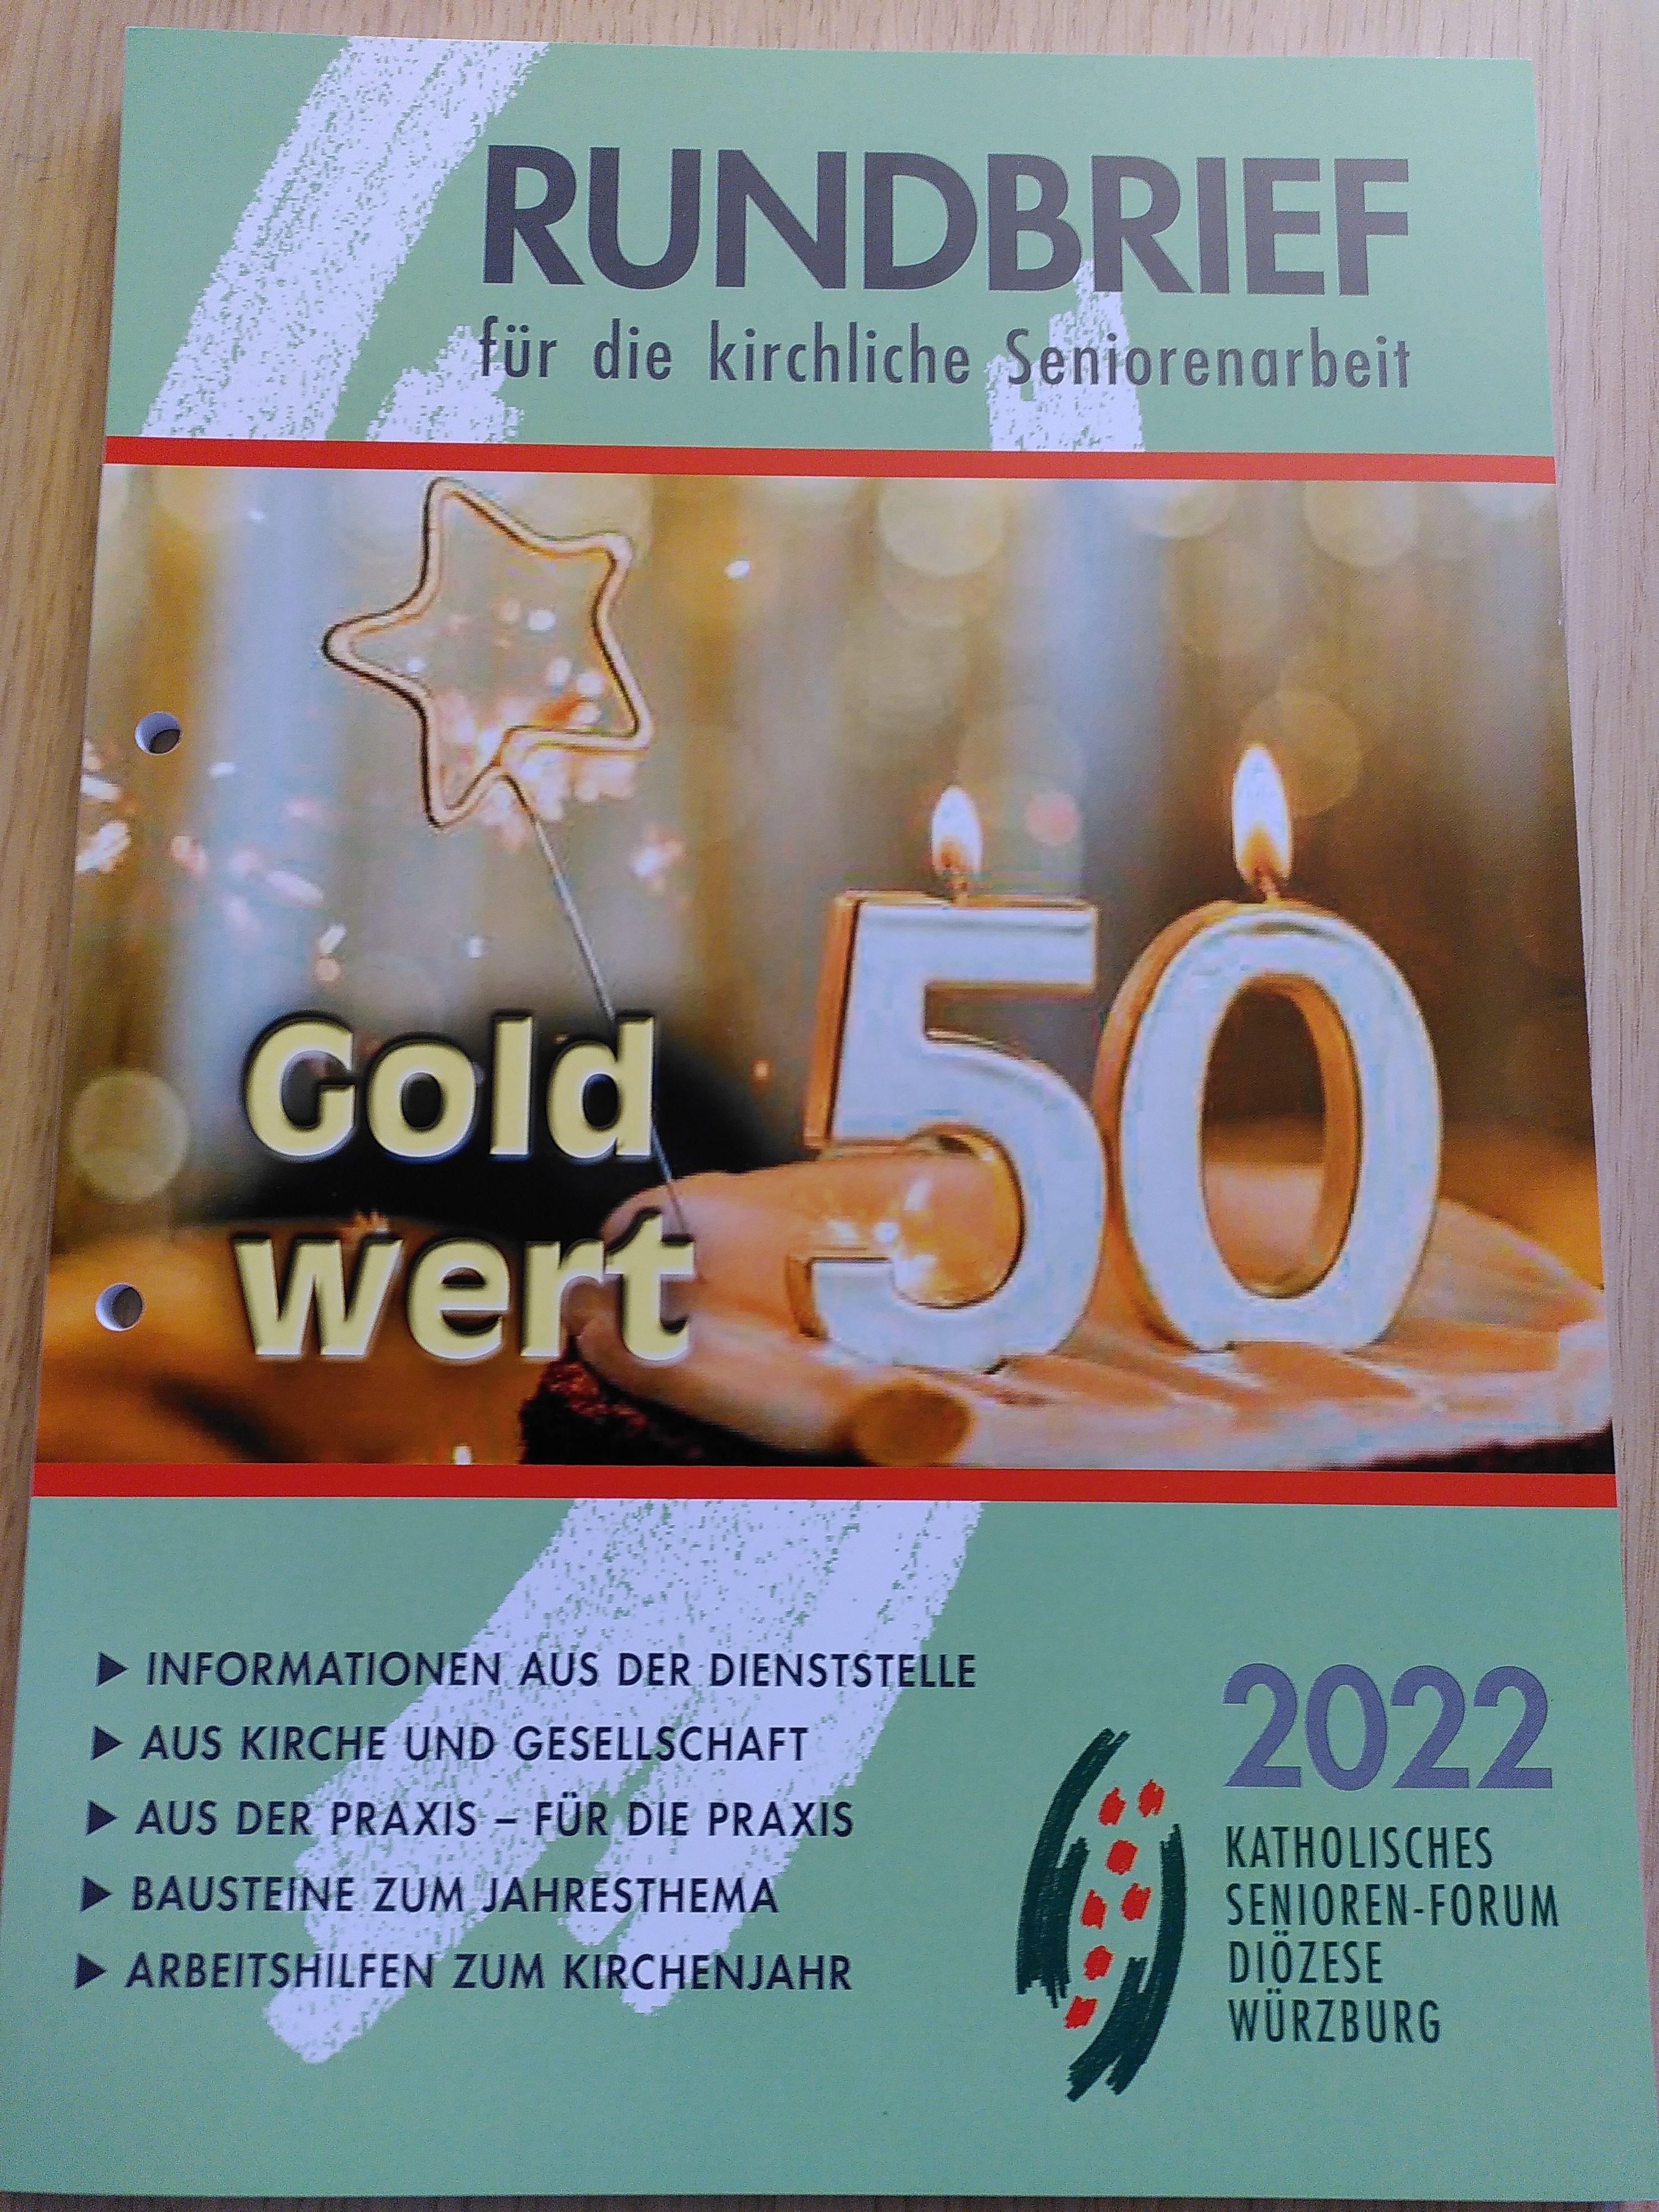 RUNDBRIEF
für die kirchliche Seniorenarbeit
50
Gold
wert
▶ INFORMATIONEN AUS DER DIENSTSTELLE
▶ AUS KIRCHE UND GESELLSCHAFT
▶ AUS DER PRAXIS – FÜR DIE PRAXIS
▶ BAUSTEINE ZUM JAHRESTHEMA
▶ ARBEITSHILFEN ZUM KIRCHENJAHR
2022
KATHOLISCHES
SENIOREN-FORUM
DIÖZESE
WÜRZBURG